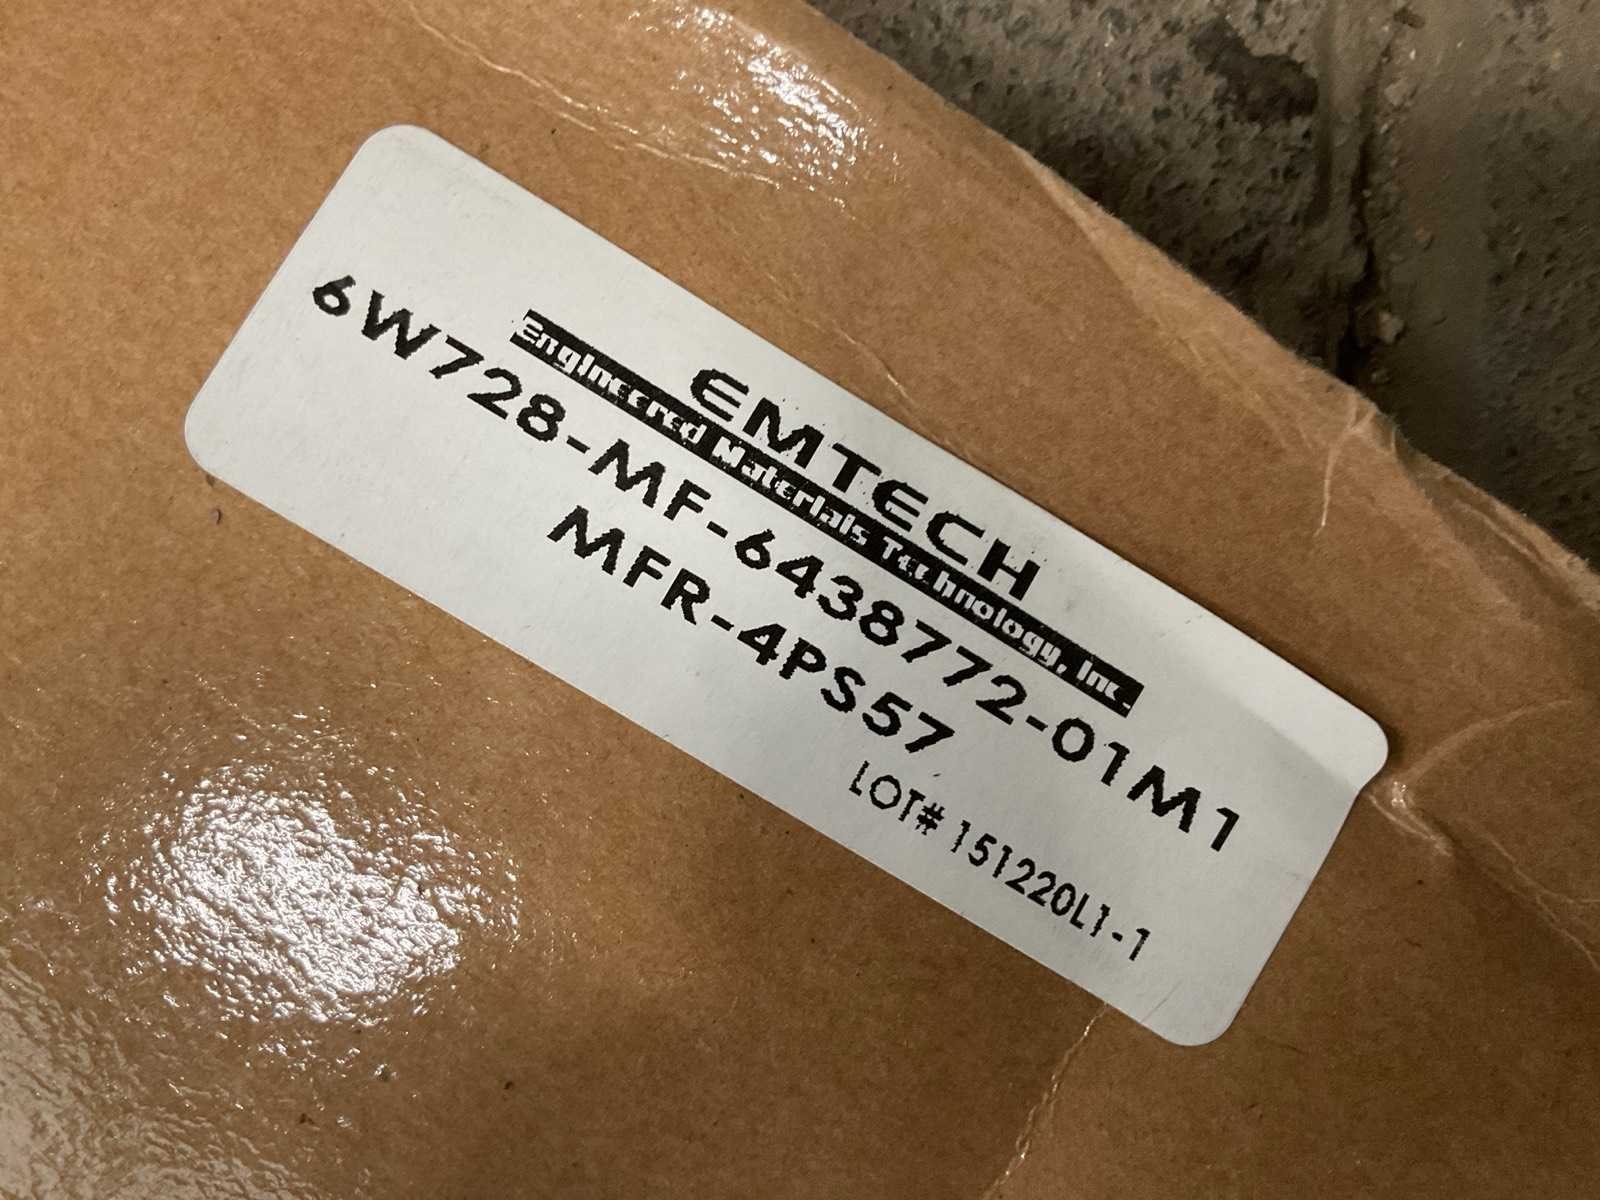 EMTECH
Engineered Materials Technology, Inc.
6W728-MF-6438772-01M1
MFR-4PS57
LOT# 151220L1-1